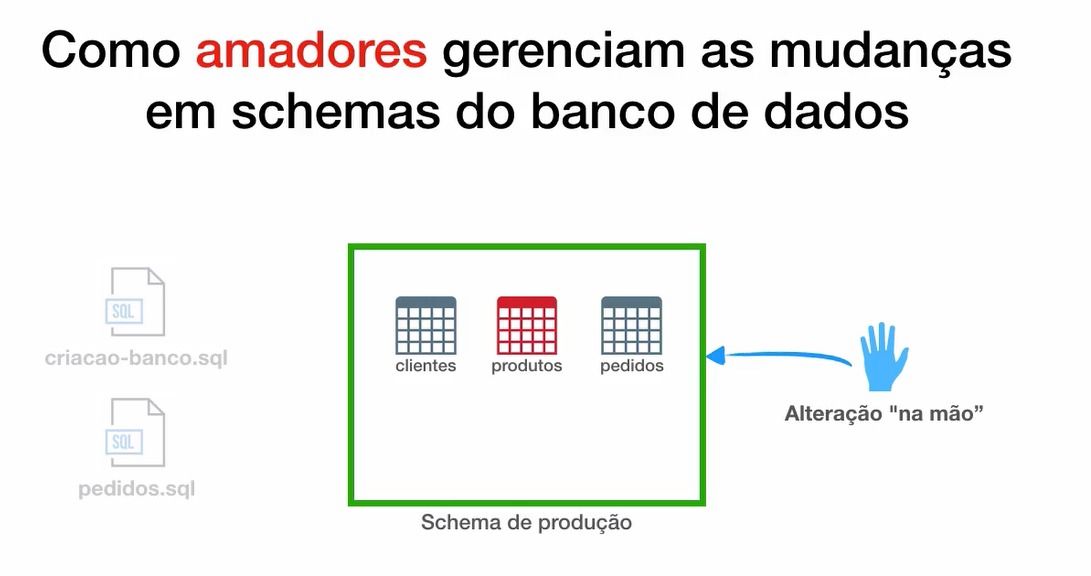 Como amadores gerenciam as mudanças
em schemas do banco de dados
SQL
criacao-banco.sql
SQL
pedidos.sql
clientes
produtos
pedidos
Schema de produção
Alteração "na mão”